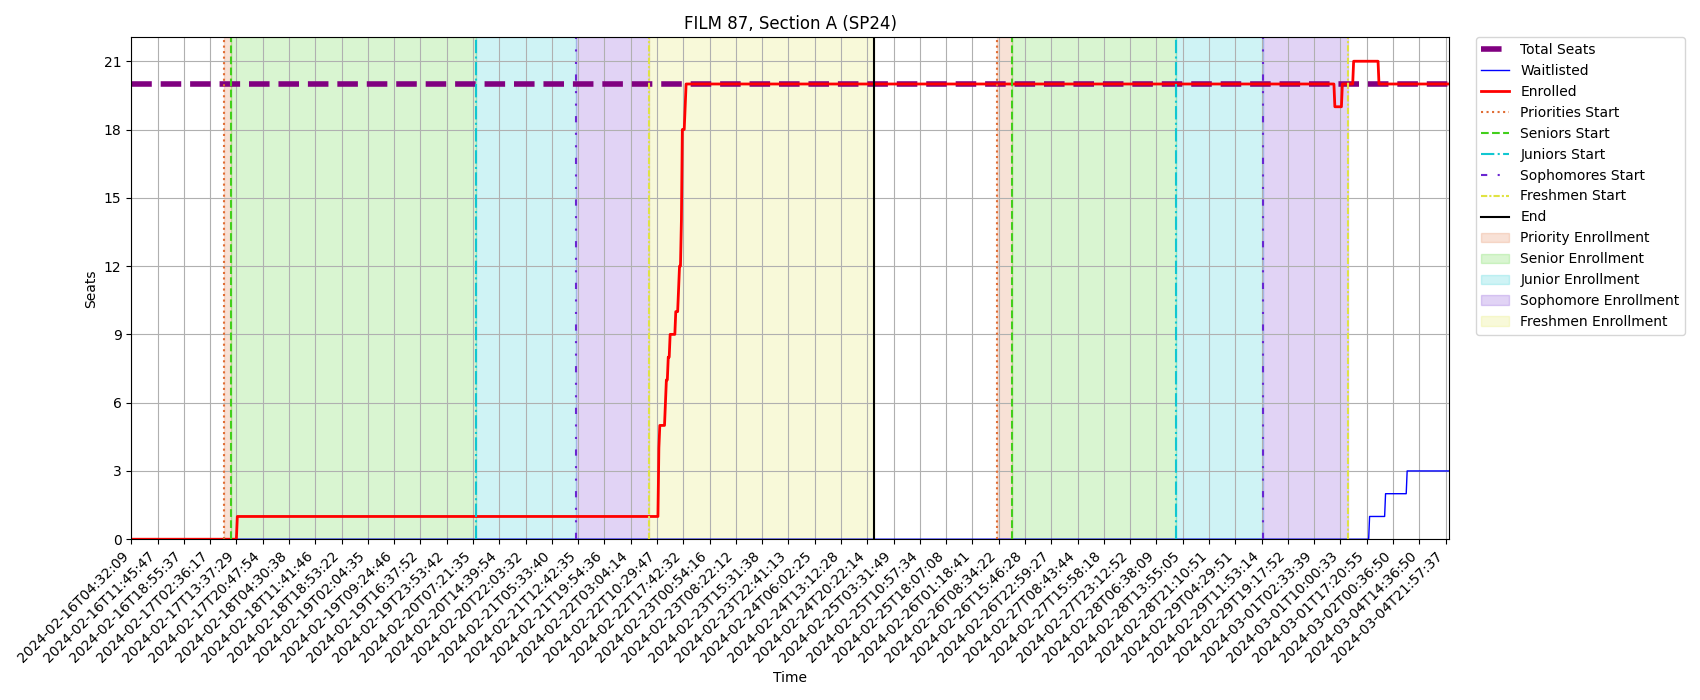 FILM 87, Section A (SP24)
Seats
21
18
15
12
9
6
3
0
2024-02-16T04:32:09
2024-02-16T11:45:47
2024-02-16T18:55:37
2024-02-17T02:36:17
2024-02-17T13:37:29
2024-02-17T20:47:54
2024-02-18T04:30:38
2024-02-18T11:41:46
2024-02-18T18:53:22
2024-02-19T02:04:35
2024-02-19T09:24:46
2024-02-19T16:37:52
2024-02-19T23:53:42
2024-02-20T07:21:35
2024-02-20T14:39:54
2024-02-20T22:03:32
2024-02-21T05:33:40
2024-02-21T12:42:35
2024-02-21T19:54:36
2024-02-22T03:04:14
2024-02-22T10:29:47
2024-02-22T17:42:32
2024-02-23T00:54:16
2024-02-23T08:22:12
2024-02-23T15:31:38
2024-02-23T22:41:13
2024-02-24T06:02:25
2024-02-24T13:12:28
2024-02-24T20:22:14
2024-02-25T03:31:49
2024-02-25T10:57:34
2024-02-25T18:07:08
2024-02-26T01:18:41
2024-02-26T08:34:22
2024-02-26T15:46:28
2024-02-26T22:59:27
2024-02-27T08:43:44
2024-02-27T15:58:18
2024-02-27T23:12:52
2024-02-28T06:38:09
2024-02-28T13:55:05
2024-02-28T21:10:51
2024-02-29T04:29:51
2024-02-29T11:53:14
2024-02-29T19:17:52
2024-03-01T02:33:39
2024-03-01T10:00:33
2024-03-01T17:20:55
2024-03-02T00:36:50
2024-03-04T14:36:50
2024-03-04T21:57:37
Time
Total Seats
Waitlisted
Enrolled
Priorities Start
Seniors Start
Juniors Start
Sophomores Start
Freshmen Start
End
Priority Enrollment
Senior Enrollment
Junior Enrollment
Sophomore Enrollment
Freshmen Enrollment